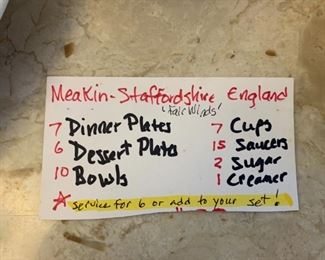 Meakin-Staffordshire England
'Fair Winds'
7 Dinner Plates
6 Dessert Plates
10 Bowls
7 Cups
15 Saucers
2 Sugar
1 Creamer
☆ service for 6 or add to your set!